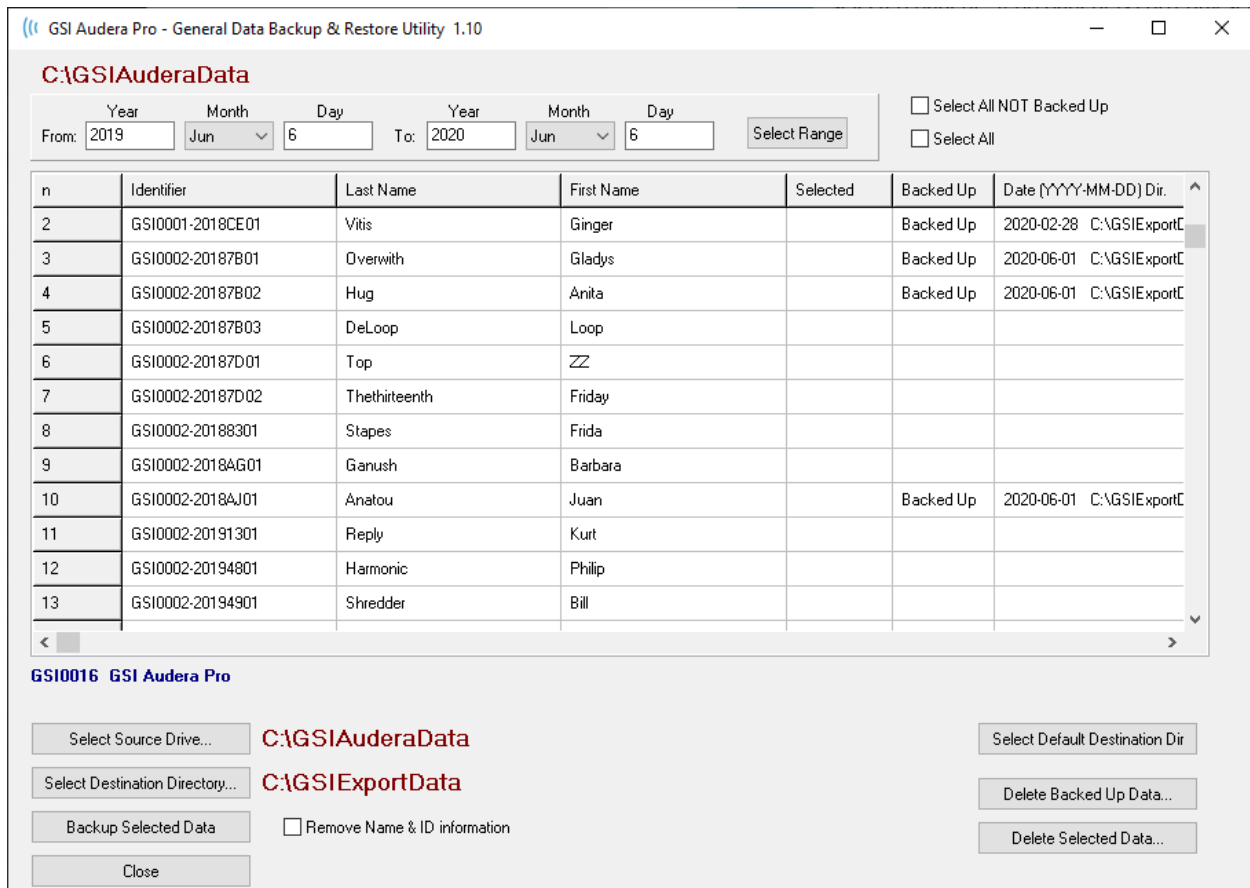 GSI Audera Pro - General Data Backup & Restore Utility 1.10
C:\GSIAuderaData
Year Month Day Year Month Day
From: 2019 Jun 6 To: 2020 Jun 6 Select Range
Select All NOT Backed Up
Select All
n Identifier Last Name First Name Selected Backed Up Date (YYYY-MM-DD) Dir.
2 GSI0001-2018CE01 Vitis Ginger Backed Up 2020-02-28 C:\GSIExportD
3 GSI0002-20187B01 Overwith Gladys Backed Up 2020-06-01 C:\GSIExportD
4 GSI0002-20187B02 Hug Anita Backed Up 2020-06-01 C:\GSIExportD
5 GSI0002-20187B03 DeLoop Loop
6 GSI0002-20187D01 Top ZZ
7 GSI0002-20187D02 Thethirteenth Friday
8 GSI0002-20188301 Stapes Frida
9 GSI0002-2018AG01 Ganush Barbara
10 GSI0002-2018AJ01 Anatou Juan Backed Up 2020-06-01 C:\GSIExportD
11 GSI0002-20191301 Reply Kurt
12 GSI0002-20194801 Harmonic Philip
13 GSI0002-20194901 Shredder Bill
GSI0016 GSI Audera Pro
Select Source Drive... C:\GSIAuderaData Select Default Destination Dir
Select Destination Directory... C:\GSIExportData Delete Backed Up Data...
Backup Selected Data Remove Name & ID information Delete Selected Data...
Close